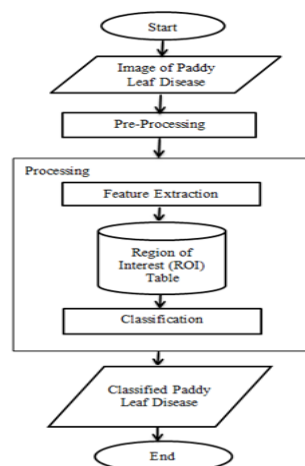 Start
Image of Paddy
Leaf Disease
Pre-Processing
Processing
Feature Extraction
Region of
Interest (ROI)
Table
Classification
Classified Paddy
Leaf Disease
End